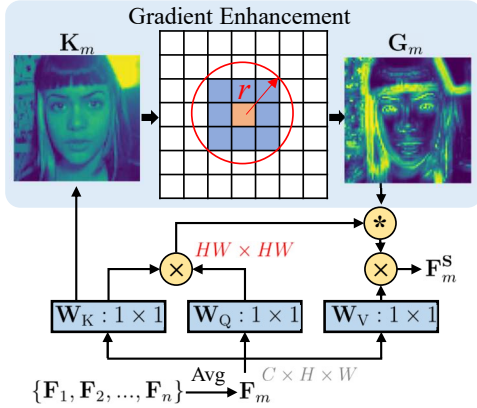 Gradient Enhancement
K_m
G_m
r
*
HW × HW
×
×
F_m^S
W_K : 1 × 1
W_Q : 1 × 1
W_V : 1 × 1
C × H × W
{F_1, F_2, ..., F_n}
Avg
F_m